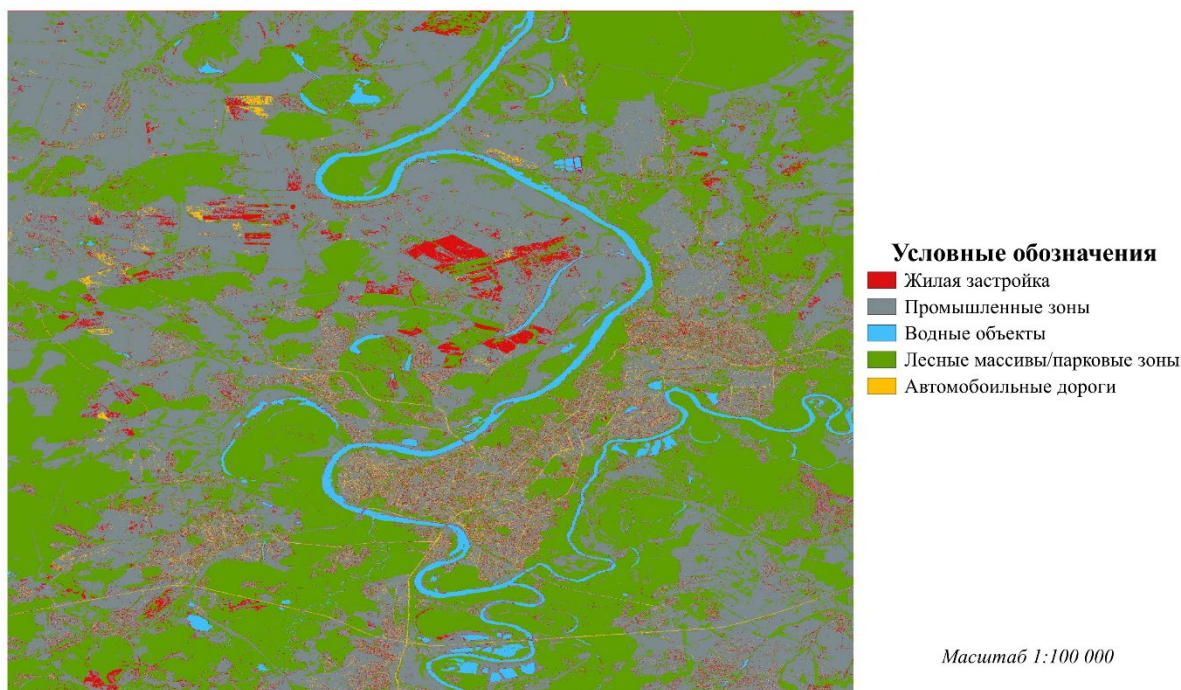 Условные обозначения
Жилая застройка
Промышленные зоны
Водные объекты
Лесные массивы/парковые зоны
Автомобоильные дороги
Масштаб 1:100 000